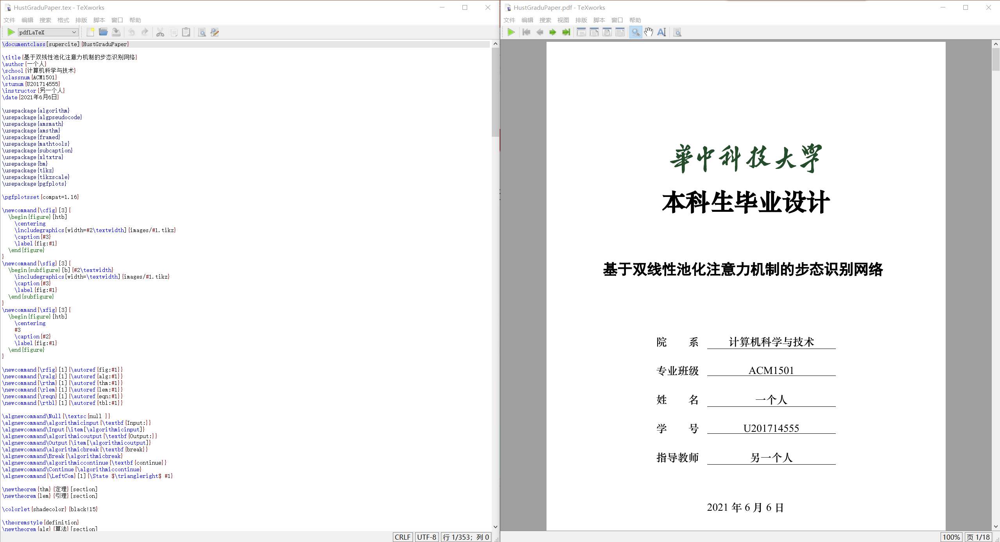 HustGraduPaper.tex - TeXworks
文件 编辑 搜索 格式 排版 脚本 窗口 帮助
pdfLaTeX
\documentclass[supercite]{HustGraduPaper}
\title{基于双线性池化注意力机制的步态识别网络}
\author{一个人}
\school{计算机科学与技术}
\classnum{ACM1501}
\stunum{U201714555}
\instructor{另一个人}
\date{2021年6月6日}
\usepackage{algorithm}
\usepackage{algpseudocode}
\usepackage{amsmath}
\usepackage{amsthm}
\usepackage{framed}
\usepackage{mathtools}
\usepackage{subcaption}
\usepackage{xltxtra}
\usepackage{bm}
\usepackage{tikz}
\usepackage{tikzscale}
\usepackage{pgfplots}
\pgfplotsset{compat=1.16}
\newcommand{\cfig}[3]{
  \begin{figure}[htb]
    \centering
    \includegraphics[width=#2\textwidth]{images/#1.tikz}
    \caption{#3}
    \label{fig:#1}
  \end{figure}
}
\newcommand{\sfig}[3]{
  \begin{subfigure}[b]{#2\textwidth}
    \includegraphics[width=\textwidth]{images/#1.tikz}
    \caption{#3}
    \label{fig:#1}
  \end{subfigure}
}
\newcommand{\xfig}[3]{
  \begin{figure}[htb]
    \centering
    #3
    \caption{#2}
    \label{fig:#1}
  \end{figure}
}
\newcommand{\rfig}[1]{\autoref{fig:#1}}
\newcommand{\ralg}[1]{\autoref{alg:#1}}
\newcommand{\rthm}[1]{\autoref{thm:#1}}
\newcommand{\rlem}[1]{\autoref{lem:#1}}
\newcommand{\reqn}[1]{\autoref{eqn:#1}}
\newcommand{\rtbl}[1]{\autoref{tbl:#1}}
\algnewcommand\Null{\textsc{null }}
\algnewcommand\algorithmicinput{\textbf{Input:}}
\algnewcommand\Input{\item[\algorithmicinput]}
\algnewcommand\algorithmicoutput{\textbf{Output:}}
\algnewcommand\Output{\item[\algorithmicoutput]}
\algnewcommand\algorithmicbreak{\textbf{break}}
\algnewcommand\Break{\algorithmicbreak}
\algnewcommand\algorithmiccontinue{\textbf{continue}}
\algnewcommand\Continue{\algorithmiccontinue}
\algnewcommand{\LeftCom}[1]{\State $\triangleright$ #1}
\newtheorem{thm}{定理}[section]
\newtheorem{lem}{引理}[section]
\colorlet{shadecolor}{black!15}
\theoremstyle{definition}
\newtheorem{alg}{算法}[section]
CRLF UTF-8 行 1/353；列 0
HustGraduPaper.pdf - TeXworks
文件 编辑 搜索 视图 排版 脚本 窗口 帮助
華中科技大學
本科生毕业设计
基于双线性池化注意力机制的步态识别网络
院 系 计算机科学与技术
专业班级 ACM1501
姓 名 一个人
学 号 U201714555
指导教师 另一个人
2021 年 6 月 6 日
100% 页 1/18